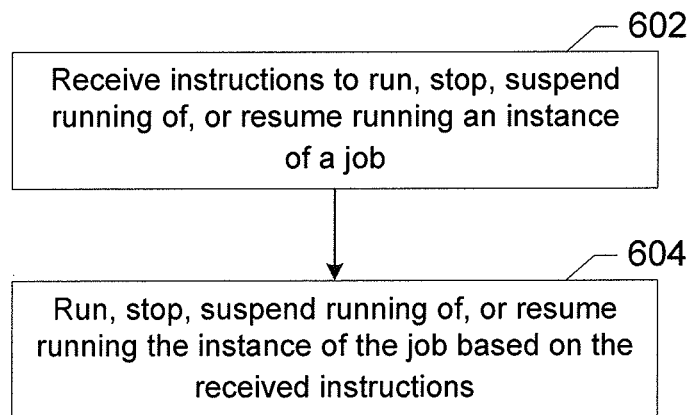 602
Receive instructions to run, stop, suspend
running of, or resume running an instance
of a job
604
Run, stop, suspend running of, or resume
running the instance of the job based on the
received instructions